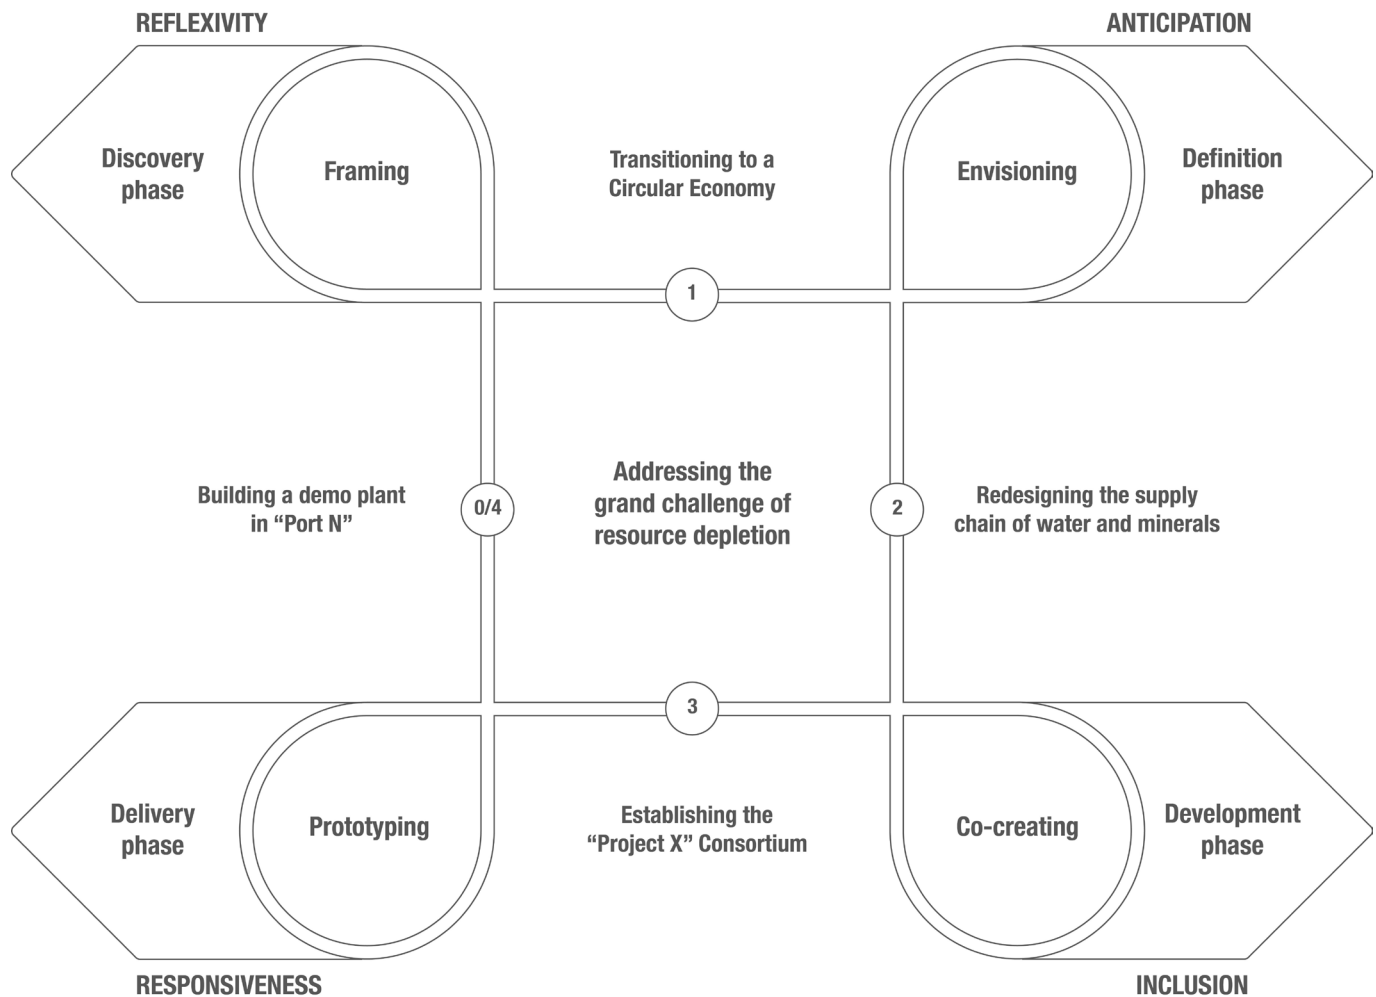 REFLEXIVITY
ANTICIPATION
Discovery
phase
Framing
Transitioning to a
Circular Economy
Envisioning
Definition
phase
1
Building a demo plant
in “Port N”
0/4
Addressing the
grand challenge of
resource depletion
2
Redesigning the supply
chain of water and minerals
3
Delivery
phase
Prototyping
Establishing the
“Project X” Consortium
Co-creating
Development
phase
RESPONSIVENESS
INCLUSION